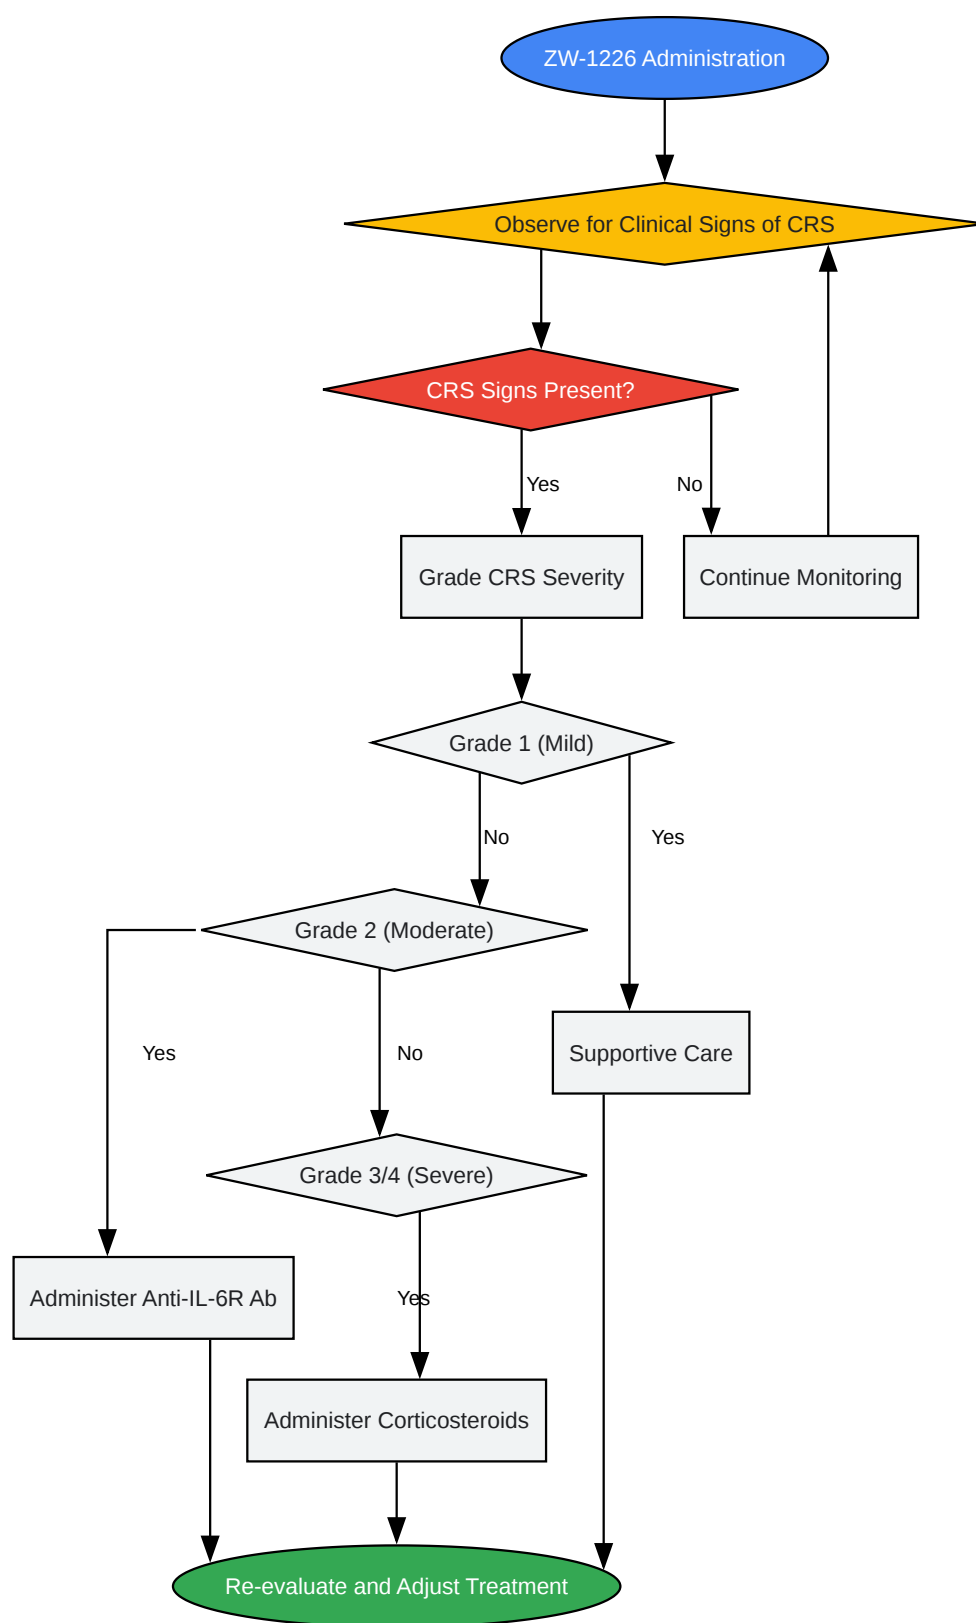 ZW-1226 Administration
Observe for Clinical Signs of CRS
CRS Signs Present?
Yes
No
Grade CRS Severity
Continue Monitoring
Grade 1 (Mild)
No
Yes
Grade 2 (Moderate)
Yes
No
Supportive Care
Grade 3/4 (Severe)
Administer Anti-IL-6R Ab
Yes
Administer Corticosteroids
Re-evaluate and Adjust Treatment